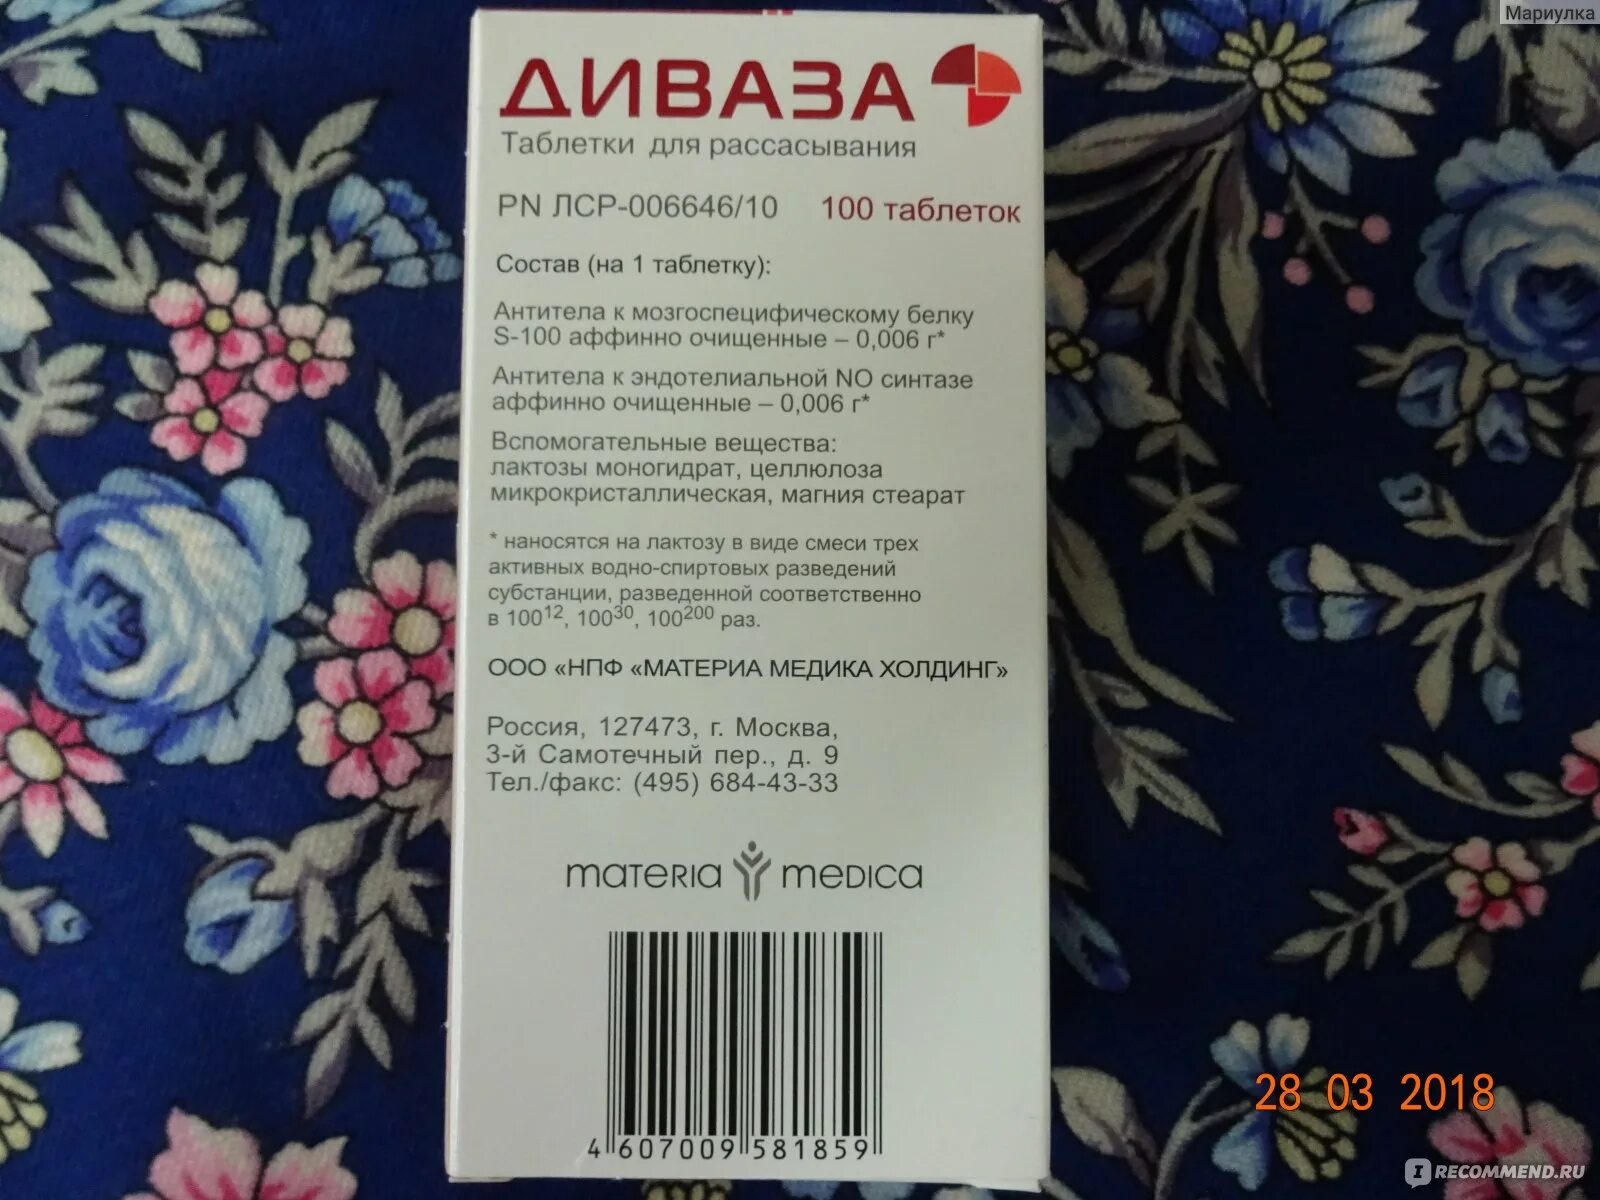 Мариулка
ДИВАЗА
Таблетки для рассасывания
PN ЛСР-006646/10 100 таблеток
Состав (на 1 таблетку):
Антитела к мозгоспецифическому белку
S-100 аффинно очищенные – 0,006 г*
Антитела к эндотелиальной NO синтазе
аффинно очищенные – 0,006 г*
Вспомогательные вещества:
лактозы моногидрат, целлюлоза
микрокристаллическая, магния стеарат
* наносятся на лактозу в виде смеси трех
активных водно-спиртовых разведений
субстанции, разведенной соответственно
в 100¹², 100³⁰, 100²⁰⁰ раз.
ООО «НПФ «МАТЕРИА МЕДИКА ХОЛДИНГ»
Россия, 127473, г. Москва,
3-й Самотечный пер., д. 9
Тел./факс: (495) 684-43-33
materia medica
4 607009 581859
28 03 2018
IRECOMMEND.RU